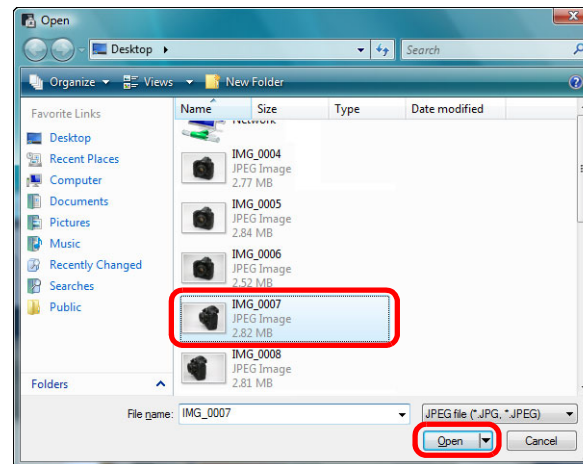 Open
Desktop
Search
Organize Views New Folder
Favorite Links
Name Size Type Date modified
Network
Desktop
Recent Places
Computer
Documents
Pictures
Music
Recently Changed
Searches
Public
IMG_0004
JPEG Image
2.77 MB
IMG_0005
JPEG Image
2.84 MB
IMG_0006
JPEG Image
2.52 MB
IMG_0007
JPEG Image
2.82 MB
IMG_0008
JPEG Image
2.81 MB
Folders
File name: IMG_0007 JPEG file (*.JPG, *.JPEG)
Open Cancel